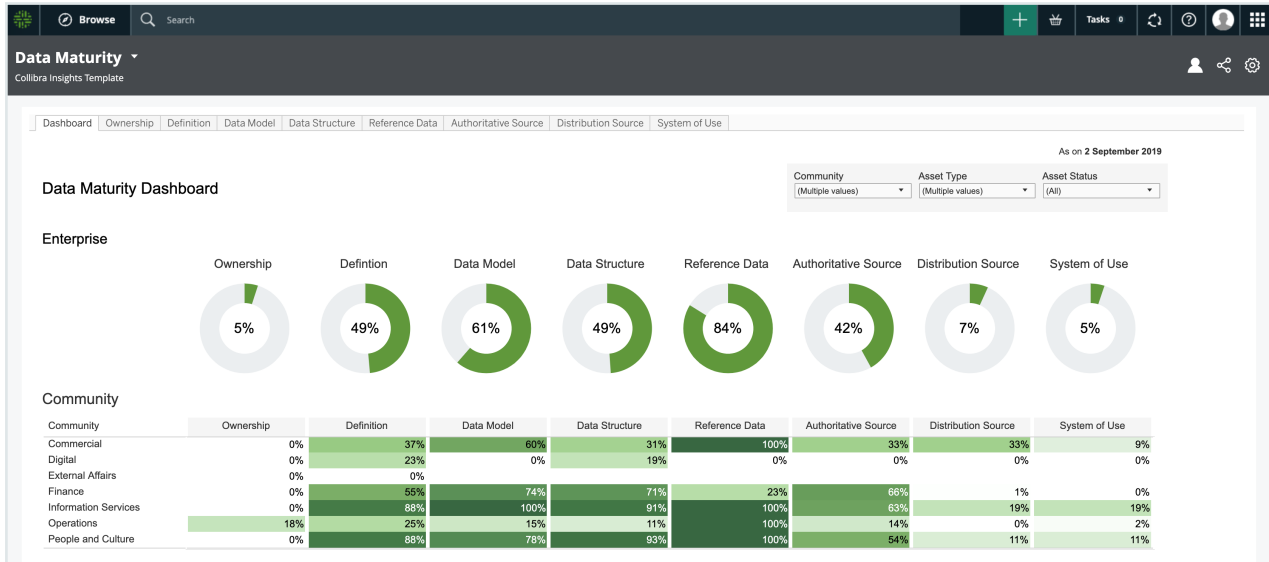 Browse Search Tasks 0
Data Maturity
Collibra Insights Template
Dashboard Ownership Definition Data Model Data Structure Reference Data Authoritative Source Distribution Source System of Use
As on 2 September 2019
Community Asset Type Asset Status
Data Maturity Dashboard
(Multiple values) (Multiple values) (All)
Enterprise
Ownership Defintion Data Model Data Structure Reference Data Authoritative Source Distribution Source System of Use
5% 49% 61% 49% 84% 42% 7% 5%
Community
Community Ownership Definition Data Model Data Structure Reference Data Authoritative Source Distribution Source System of Use
Commercial 0% 37% 60% 31% 100% 33% 33% 9%
Digital 0% 23% 0% 19% 0% 0% 0% 0%
External Affairs 0% 0%
Finance 0% 55% 74% 71% 23% 66% 1% 0%
Information Services 0% 88% 100% 91% 100% 63% 19% 19%
Operations 18% 25% 15% 11% 100% 14% 0% 2%
People and Culture 0% 88% 78% 93% 100% 54% 11% 11%